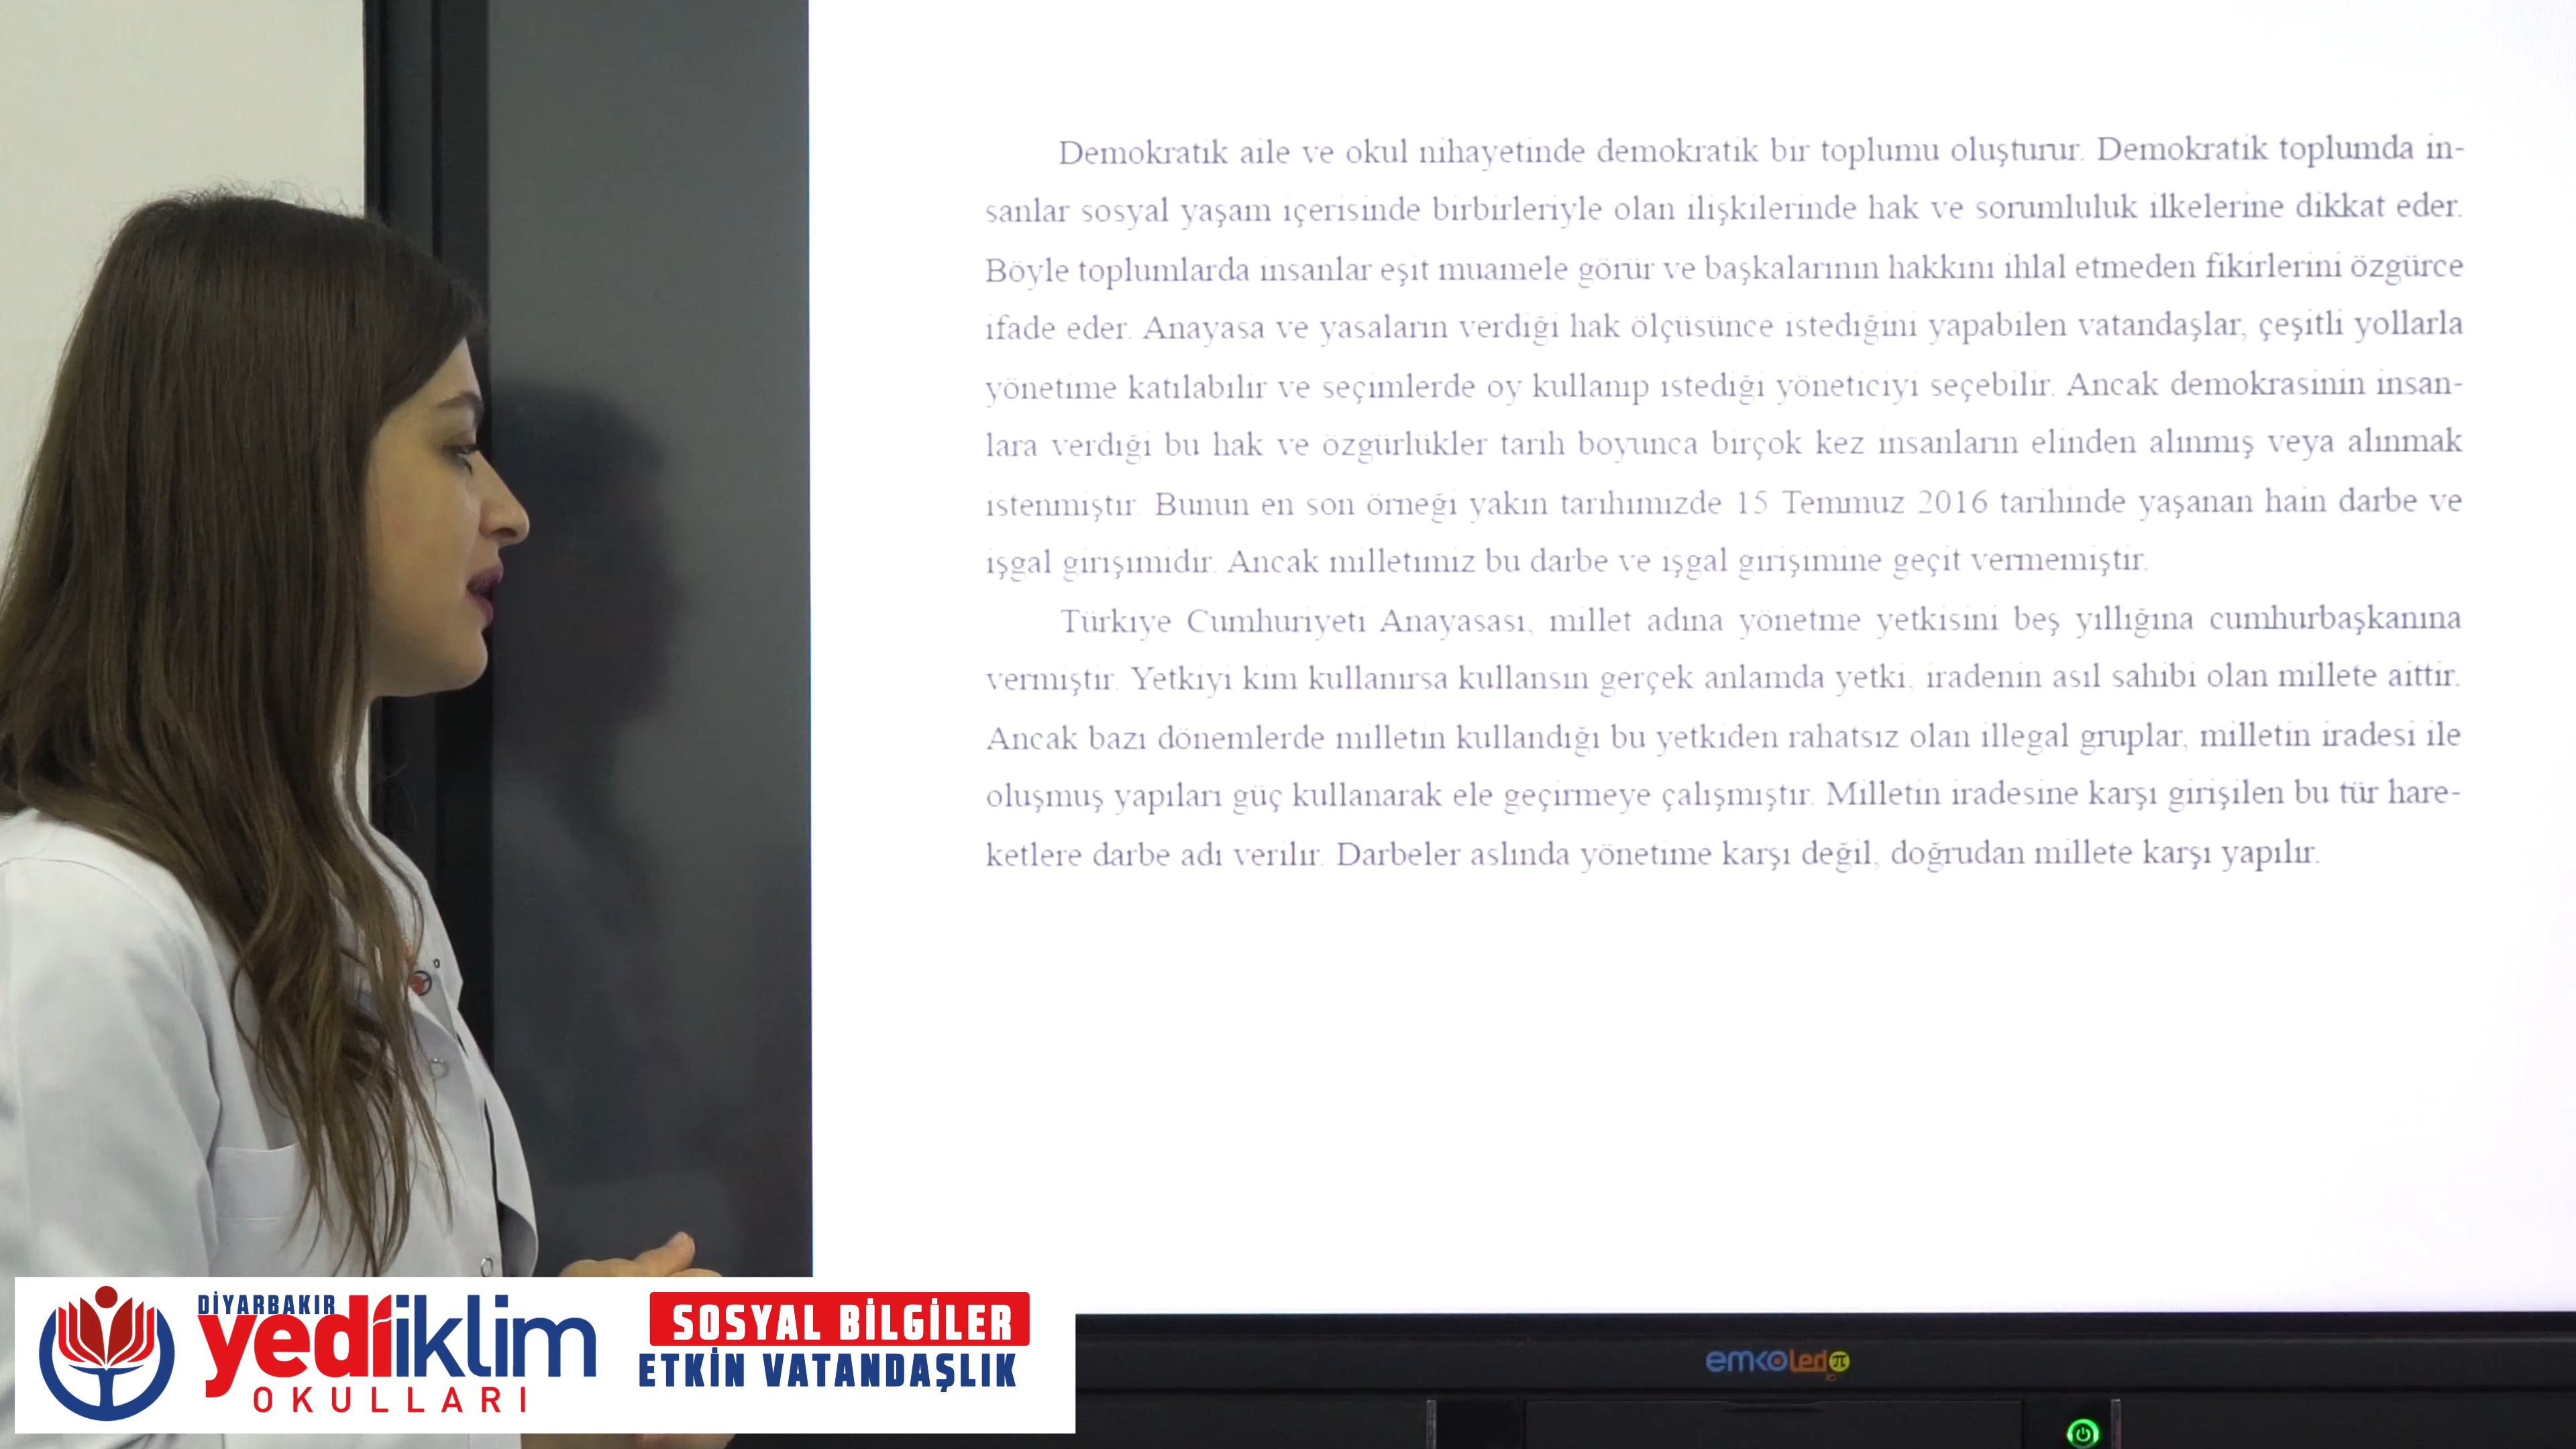 Demokratik aile ve okul nihayetinde demokratik bir toplumu oluşturur. Demokratik toplumda in-
sanlar sosyal yaşam içerisinde birbirleriyle olan ilişkilerinde hak ve sorumluluk ilkelerine dikkat eder.
Böyle toplumlarda insanlar eşit muamele görür ve başkalarının hakkını ihlal etmeden fikirlerini özgürce
ifade eder. Anayasa ve yasaların verdiği hak ölçüsünce istediğini yapabilen vatandaşlar, çeşitli yollarla
yönetime katılabilir ve seçimlerde oy kullanıp istediği yöneticiyi seçebilir. Ancak demokrasinin insan-
lara verdiği bu hak ve özgürlükler tarih boyunca birçok kez insanların elinden alınmış veya alınmak
istenmiştir. Bunun en son örneği yakın tarihimizde 15 Temmuz 2016 tarihinde yaşanan hain darbe ve
işgal girişimidir. Ancak milletimiz bu darbe ve işgal girişimine geçit vermemiştir.
Türkiye Cumhuriyeti Anayasası, millet adına yönetme yetkisini beş yıllığına cumhurbaşkanına
vermiştir. Yetkiyi kim kullanırsa kullansın gerçek anlamda yetki, iradenin asıl sahibi olan millete aittir.
Ancak bazı dönemlerde milletin kullandığı bu yetkiden rahatsız olan illegal gruplar, milletin iradesi ile
oluşmuş yapıları güç kullanarak ele geçirmeye çalışmıştır. Milletin iradesine karşı girişilen bu tür hare-
ketlere darbe adı verilir. Darbeler aslında yönetime karşı değil, doğrudan millete karşı yapılır.
DİYARBAKIR
yediiklim
OKULLARI
SOSYAL BİLGİLER
ETKİN VATANDAŞLIK
emkoLed π